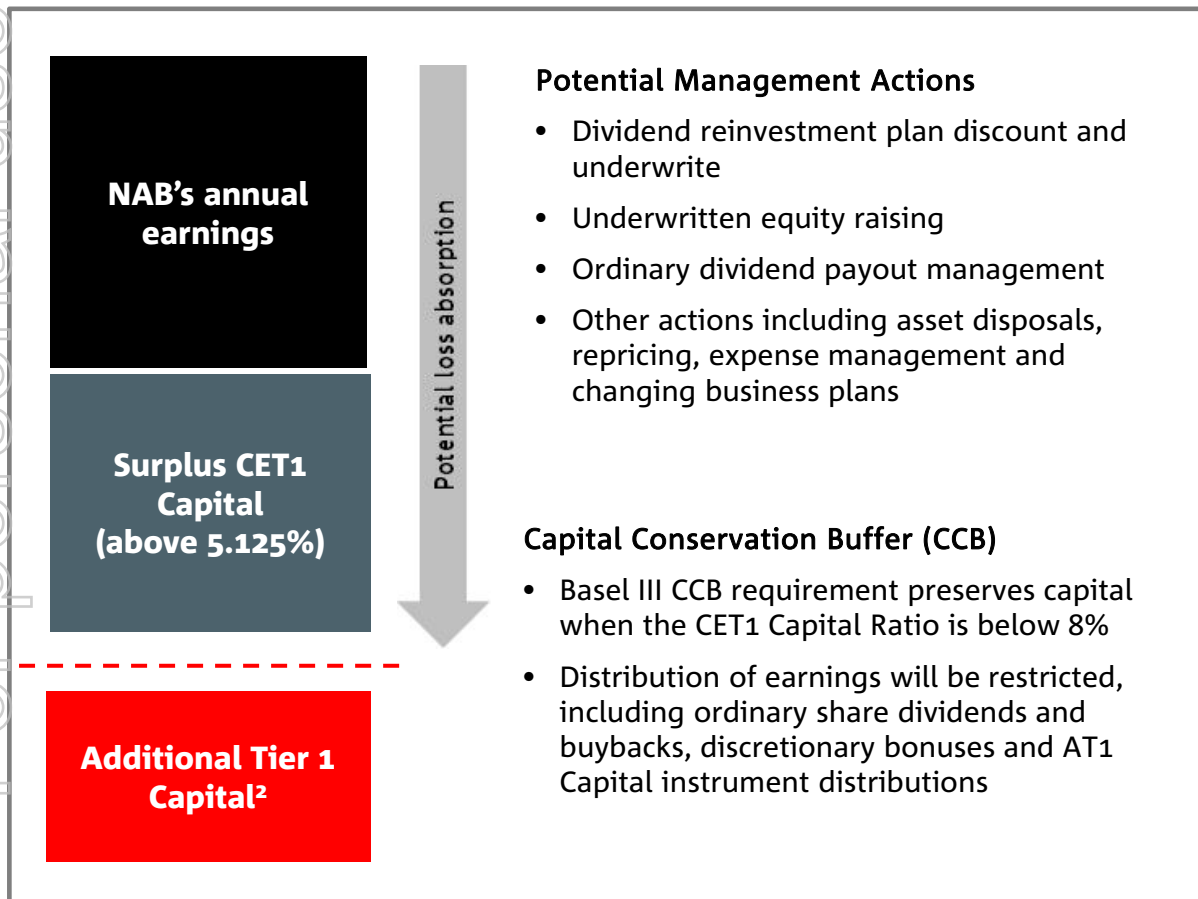 NAB’s annual
earnings
Surplus CET1
Capital
(above 5.125%)
Additional Tier 1
Capital²
Potential loss absorption
Potential Management Actions
• Dividend reinvestment plan discount and
underwrite
• Underwritten equity raising
• Ordinary dividend payout management
• Other actions including asset disposals,
repricing, expense management and
changing business plans
Capital Conservation Buffer (CCB)
• Basel III CCB requirement preserves capital
when the CET1 Capital Ratio is below 8%
• Distribution of earnings will be restricted,
including ordinary share dividends and
buybacks, discretionary bonuses and AT1
Capital instrument distributions